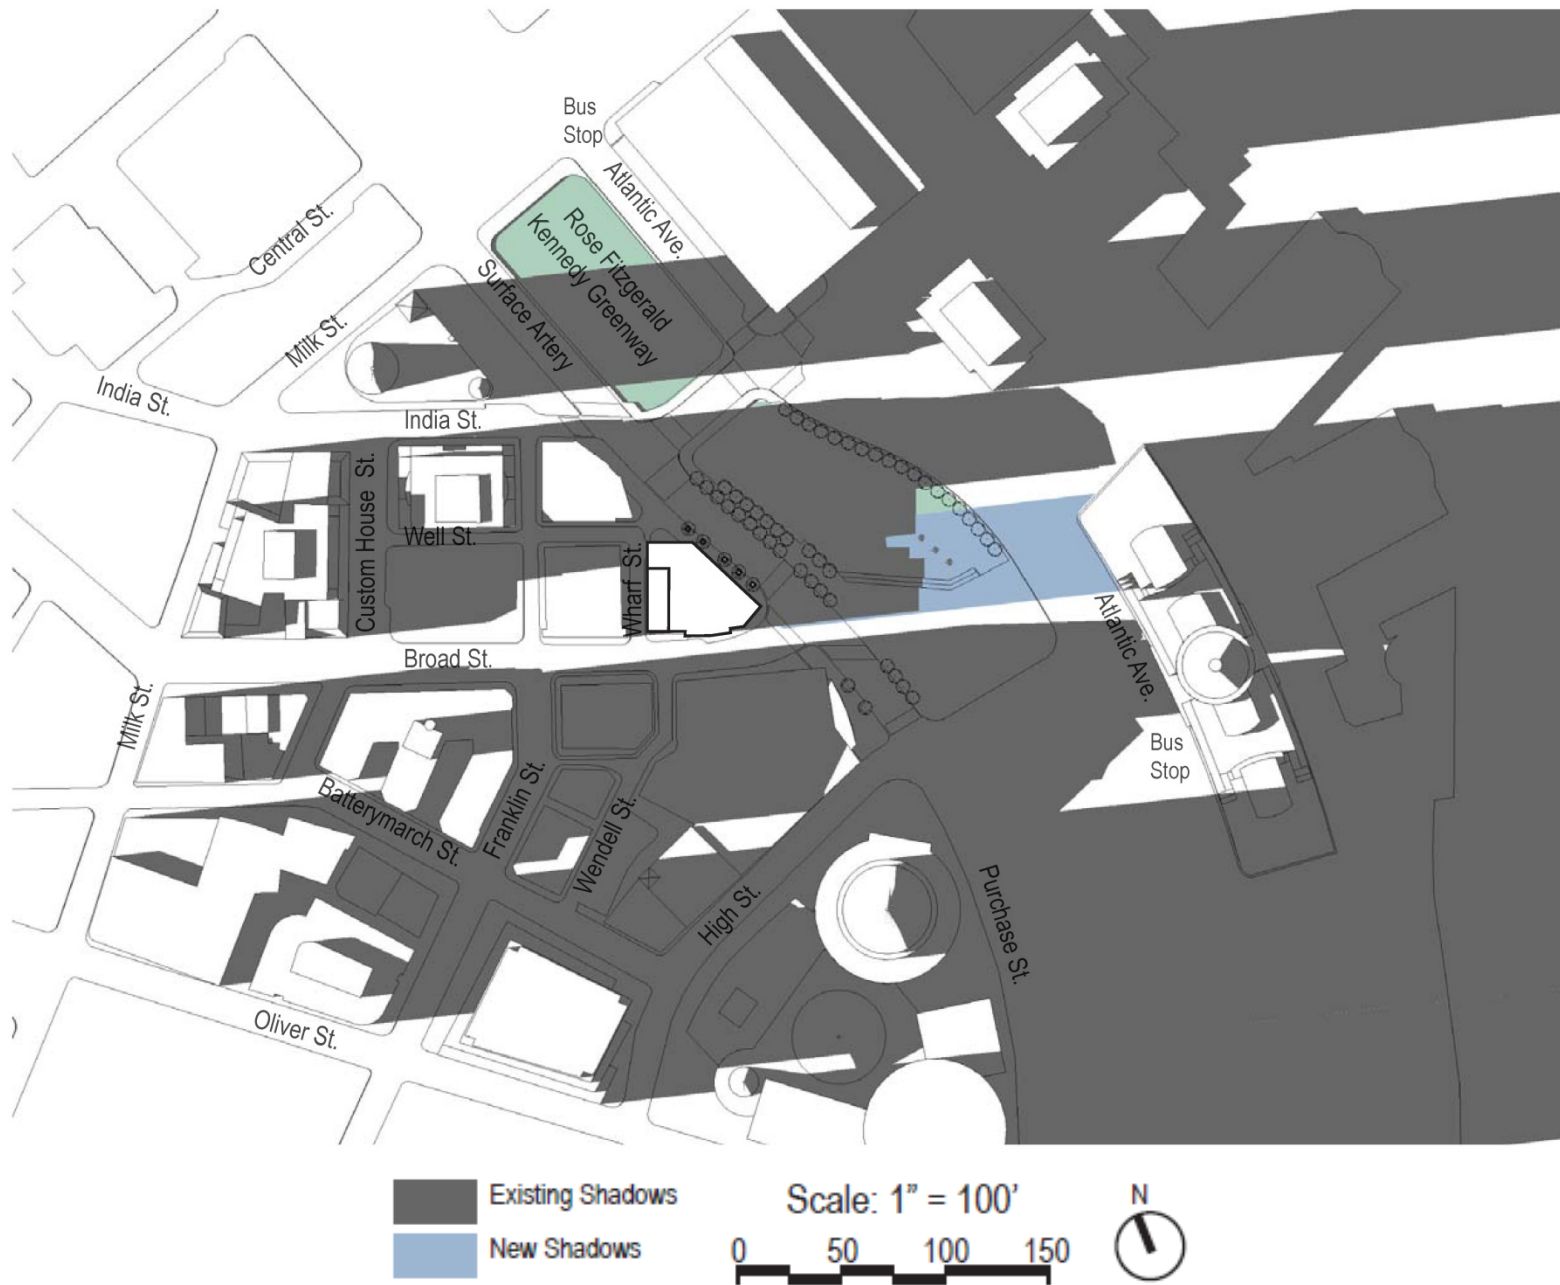 Bus
Stop
Atlantic Ave.
Rose Fitzgerald
Kennedy Greenway
Central St.
Surface Artery
Milk St.
India St.
India St.
Custom House St.
Well St.
Wharf St.
Broad St.
Atlantic Ave.
Milk St.
Bus
Stop
Batterymarch St.
Franklin St.
Wendell St.
High St.
Purchase St.
Oliver St.
Existing Shadows
New Shadows
Scale: 1" = 100'
0 50 100 150
N